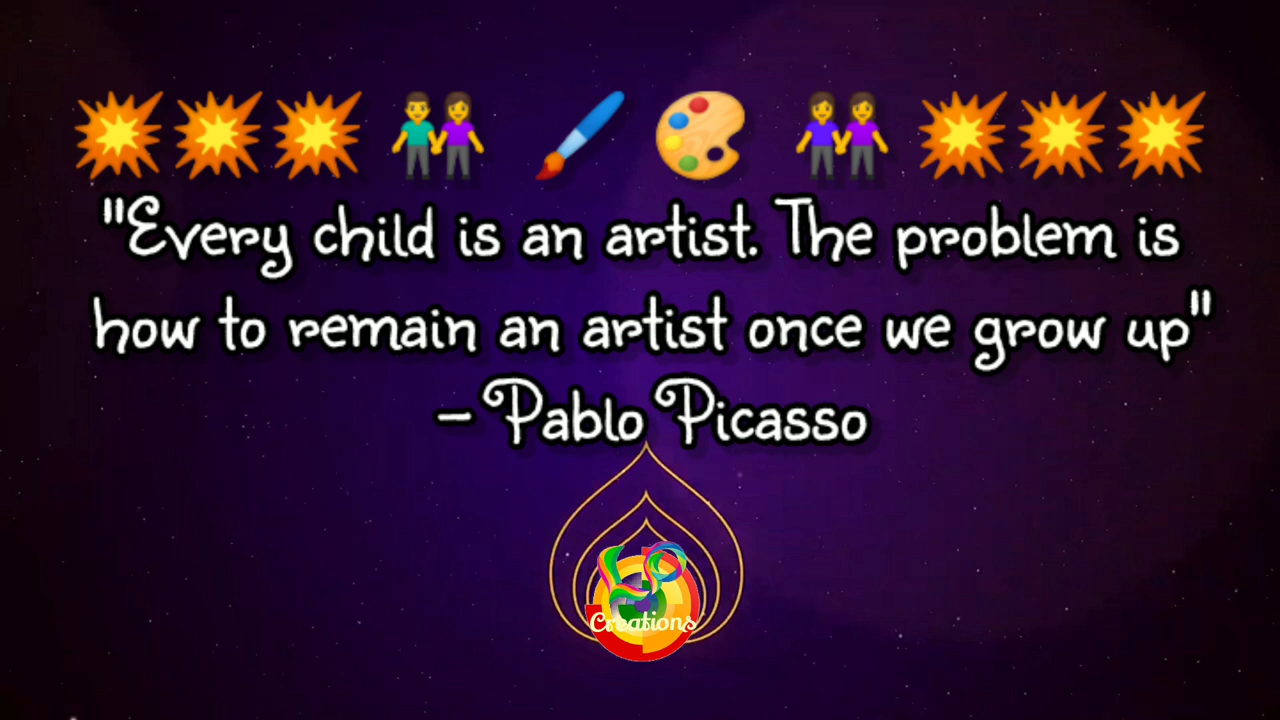 "Every child is an artist. The problem is
how to remain an artist once we grow up"
– Pablo Picasso
Creations